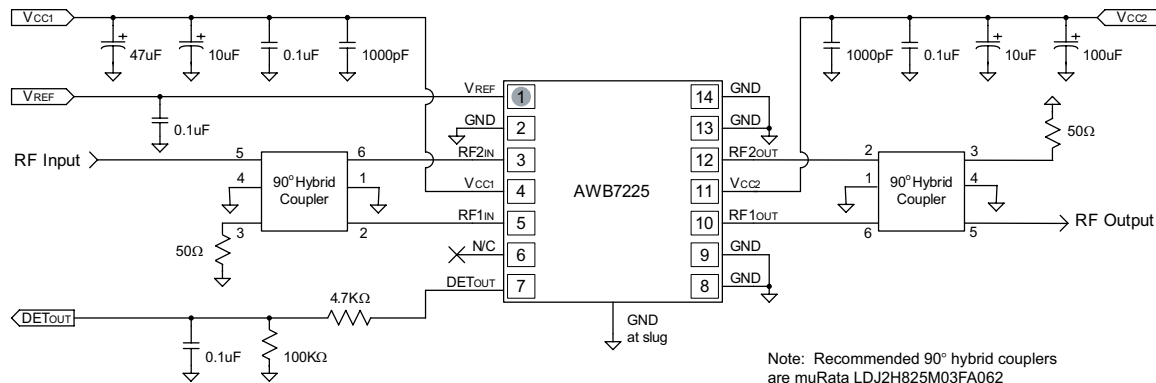 VCC1
47uF
10uF
0.1uF
1000pF
VREF
0.1uF
RF Input
5
4
3
90° Hybrid
Coupler
6
1
2
50Ω
DETOUT
0.1uF
100KΩ
4.7KΩ
VREF
GND
RF2IN
VCC1
RF1IN
N/C
DETOUT
1
2
3
4
5
6
7
AWB7225
GND
at slug
14
13
12
11
10
9
8
GND
GND
RF2OUT
VCC2
RF1OUT
GND
GND
VCC2
1000pF
0.1uF
10uF
100uF
2
1
6
90° Hybrid
Coupler
3
4
5
50Ω
RF Output
Note: Recommended 90° hybrid couplers
are muRata LDJ2H825M03FA062